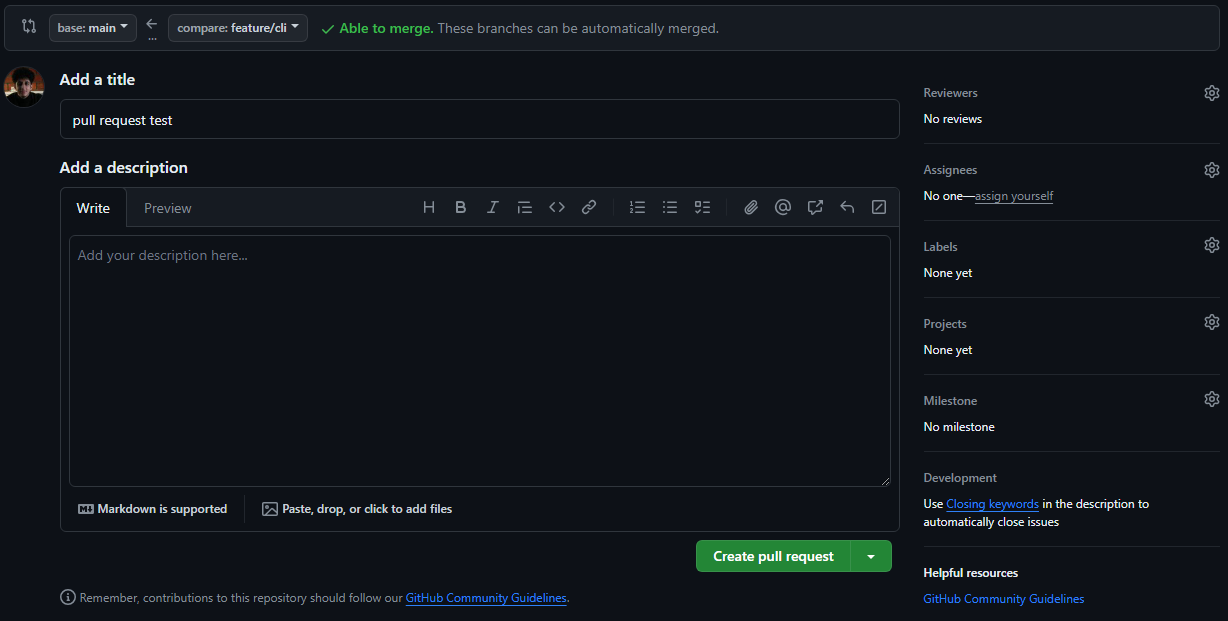 base: main
compare: feature/cli
Able to merge. These branches can be automatically merged.
Add a title
pull request test
Add a description
Write
Preview
Add your description here...
Markdown is supported
Paste, drop, or click to add files
Create pull request
Remember, contributions to this repository should follow our GitHub Community Guidelines.
Reviewers
No reviews
Assignees
No one—assign yourself
Labels
None yet
Projects
None yet
Milestone
No milestone
Development
Use Closing keywords in the description to
automatically close issues
Helpful resources
GitHub Community Guidelines